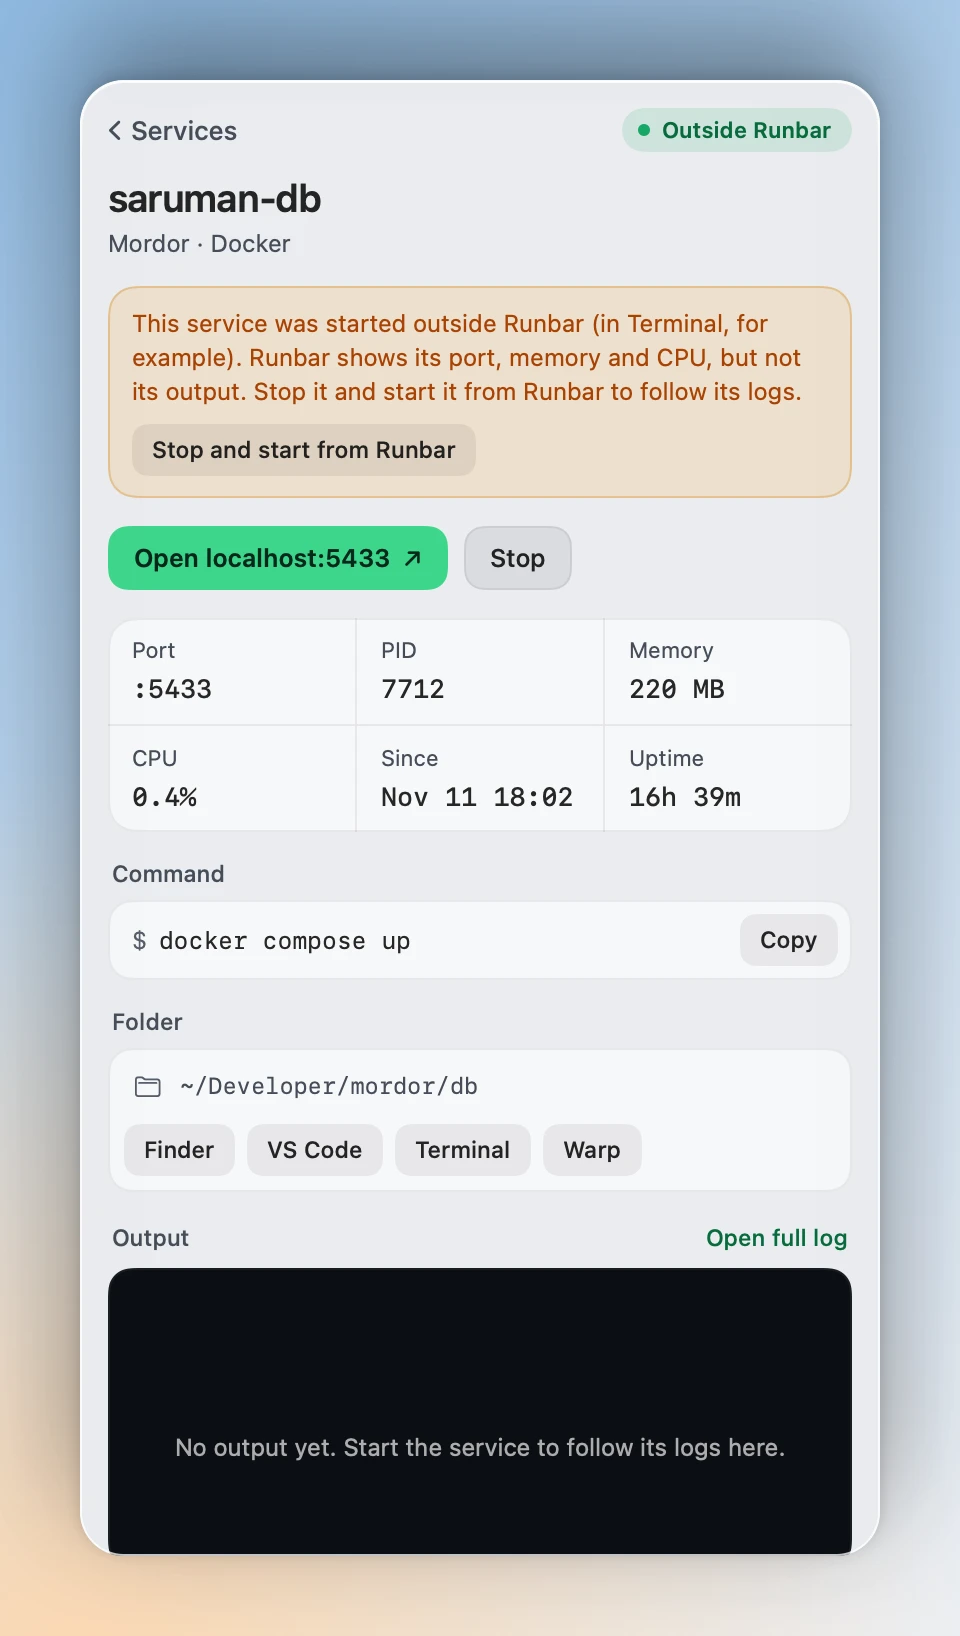 Services
Outside Runbar
saruman-db
Mordor · Docker
This service was started outside Runbar (in Terminal, for
example). Runbar shows its port, memory and CPU, but not
its output. Stop it and start it from Runbar to follow its logs.
Stop and start from Runbar
Open localhost:5433 ↗
Stop
Port
:5433
PID
7712
Memory
220 MB
CPU
0.4%
Since
Nov 11 18:02
Uptime
16h 39m
Command
$ docker compose up
Copy
Folder
~/Developer/mordor/db
Finder
VS Code
Terminal
Warp
Output
Open full log
No output yet. Start the service to follow its logs here.